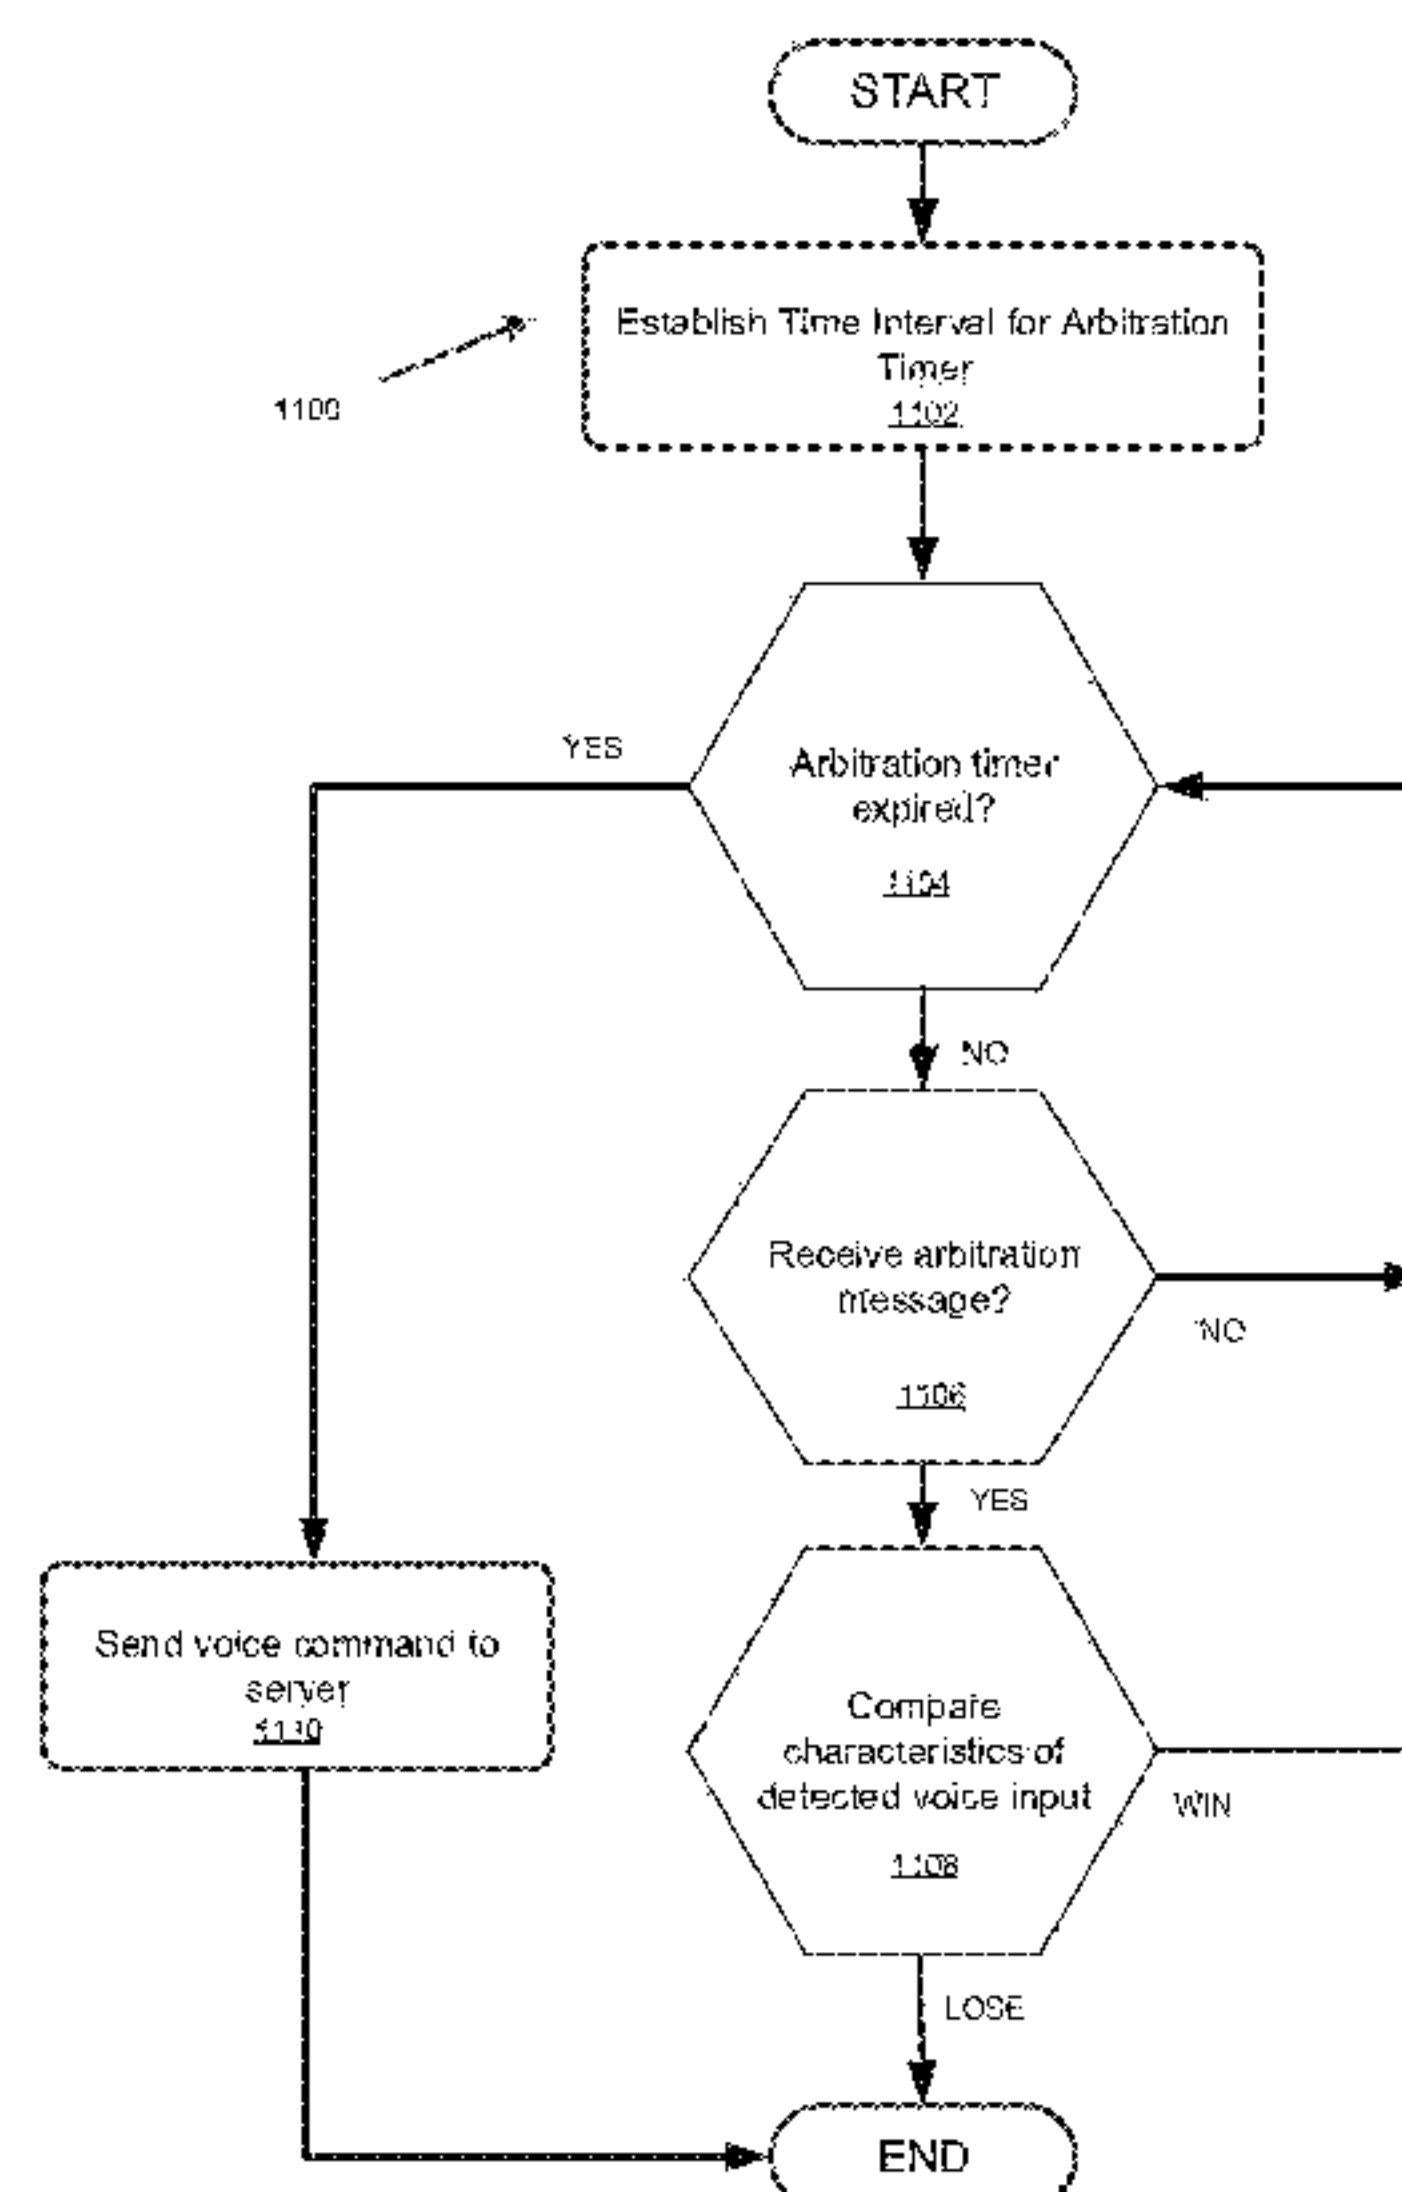 START
Establish Time Interval for Arbitration
Timer
1102
1100
YES
Arbitration timer
expired?
1104
NO
Receive arbitration
message?
1106
NO
YES
Send voice command to
server
1110
Compare
characteristics of
detected voice input
1108
WIN
LOSE
END